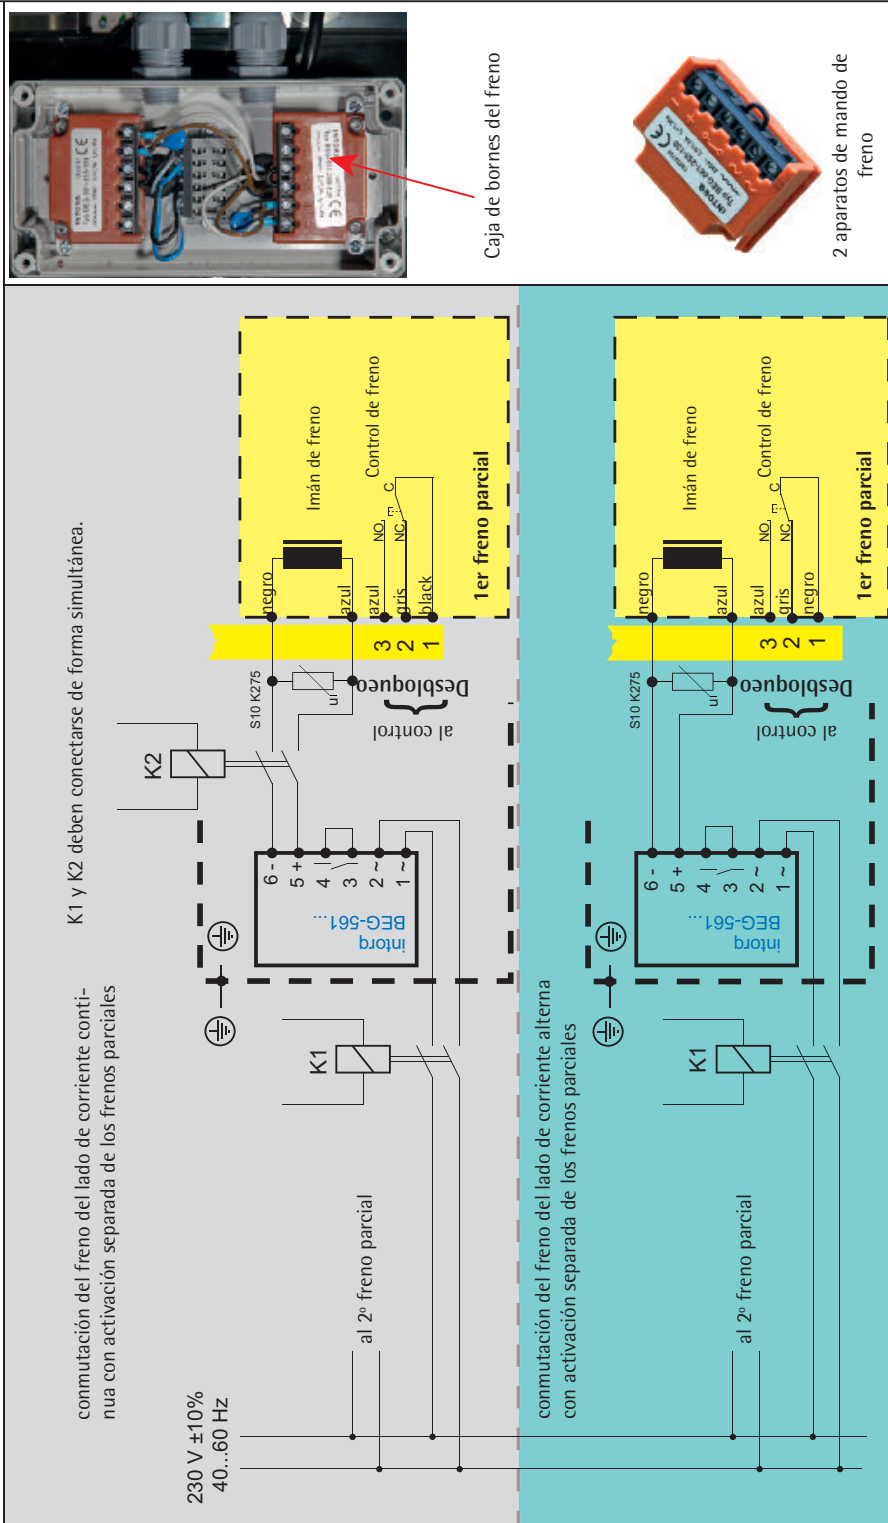 Caja de bornes del freno
2 aparatos de mando de
freno
INTORQ
INTORQ
K1 y K2 deben conectarse de forma simultánea.
conmutación del freno del lado de corriente conti-
nua con activación separada de los frenos parciales
230 V ±10%
40...60 Hz
al 2º freno parcial
K1
K2
intorq
BEG-561...
6 -
5 +
4
3
2 ~
1 ~
S10 K275
u
al control
Desbloqueo
3
2
1
negro
azul
azul
gris
black
NO
NC
C
Imán de freno
Control de freno
1er freno parcial
conmutación del freno del lado de corriente alterna
con activación separada de los frenos parciales
al 2º freno parcial
K1
intorq
BEG-561...
6 -
5 +
4
3
2 ~
1 ~
S10 K275
u
al control
Desbloqueo
3
2
1
negro
azul
azul
gris
negro
NO
NC
C
Imán de freno
Control de freno
1er freno parcial